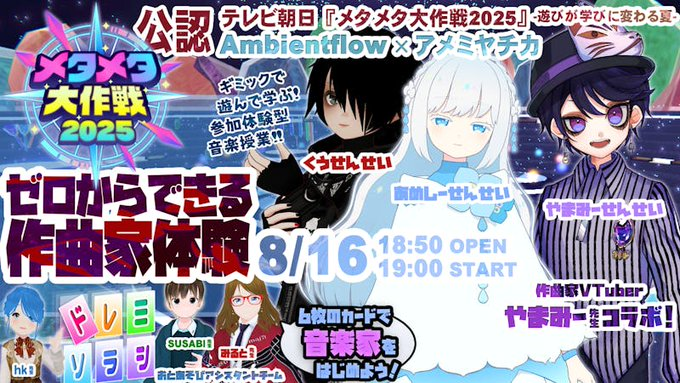 公認 テレビ朝日『メタメタ大作戦2025』-遊びが学びに変わる夏-
Ambientflow×アメミヤチカ
メタメタ
大作戦
2025
ギミックで
遊んで学ぶ!
参加体験型
音楽授業!!
くうせんせい
あめしーせんせい
やまみーせんせい
ゼロからできる
作曲家体験
8/16
18:50 OPEN
19:00 START
作曲家VTuber
やまみー先生コラボ!
ドレミ
ソラシ
hk
SUSABI
みると
おとあそびアシスタントチーム
6枚のカードで
音楽家を
はじめよう!